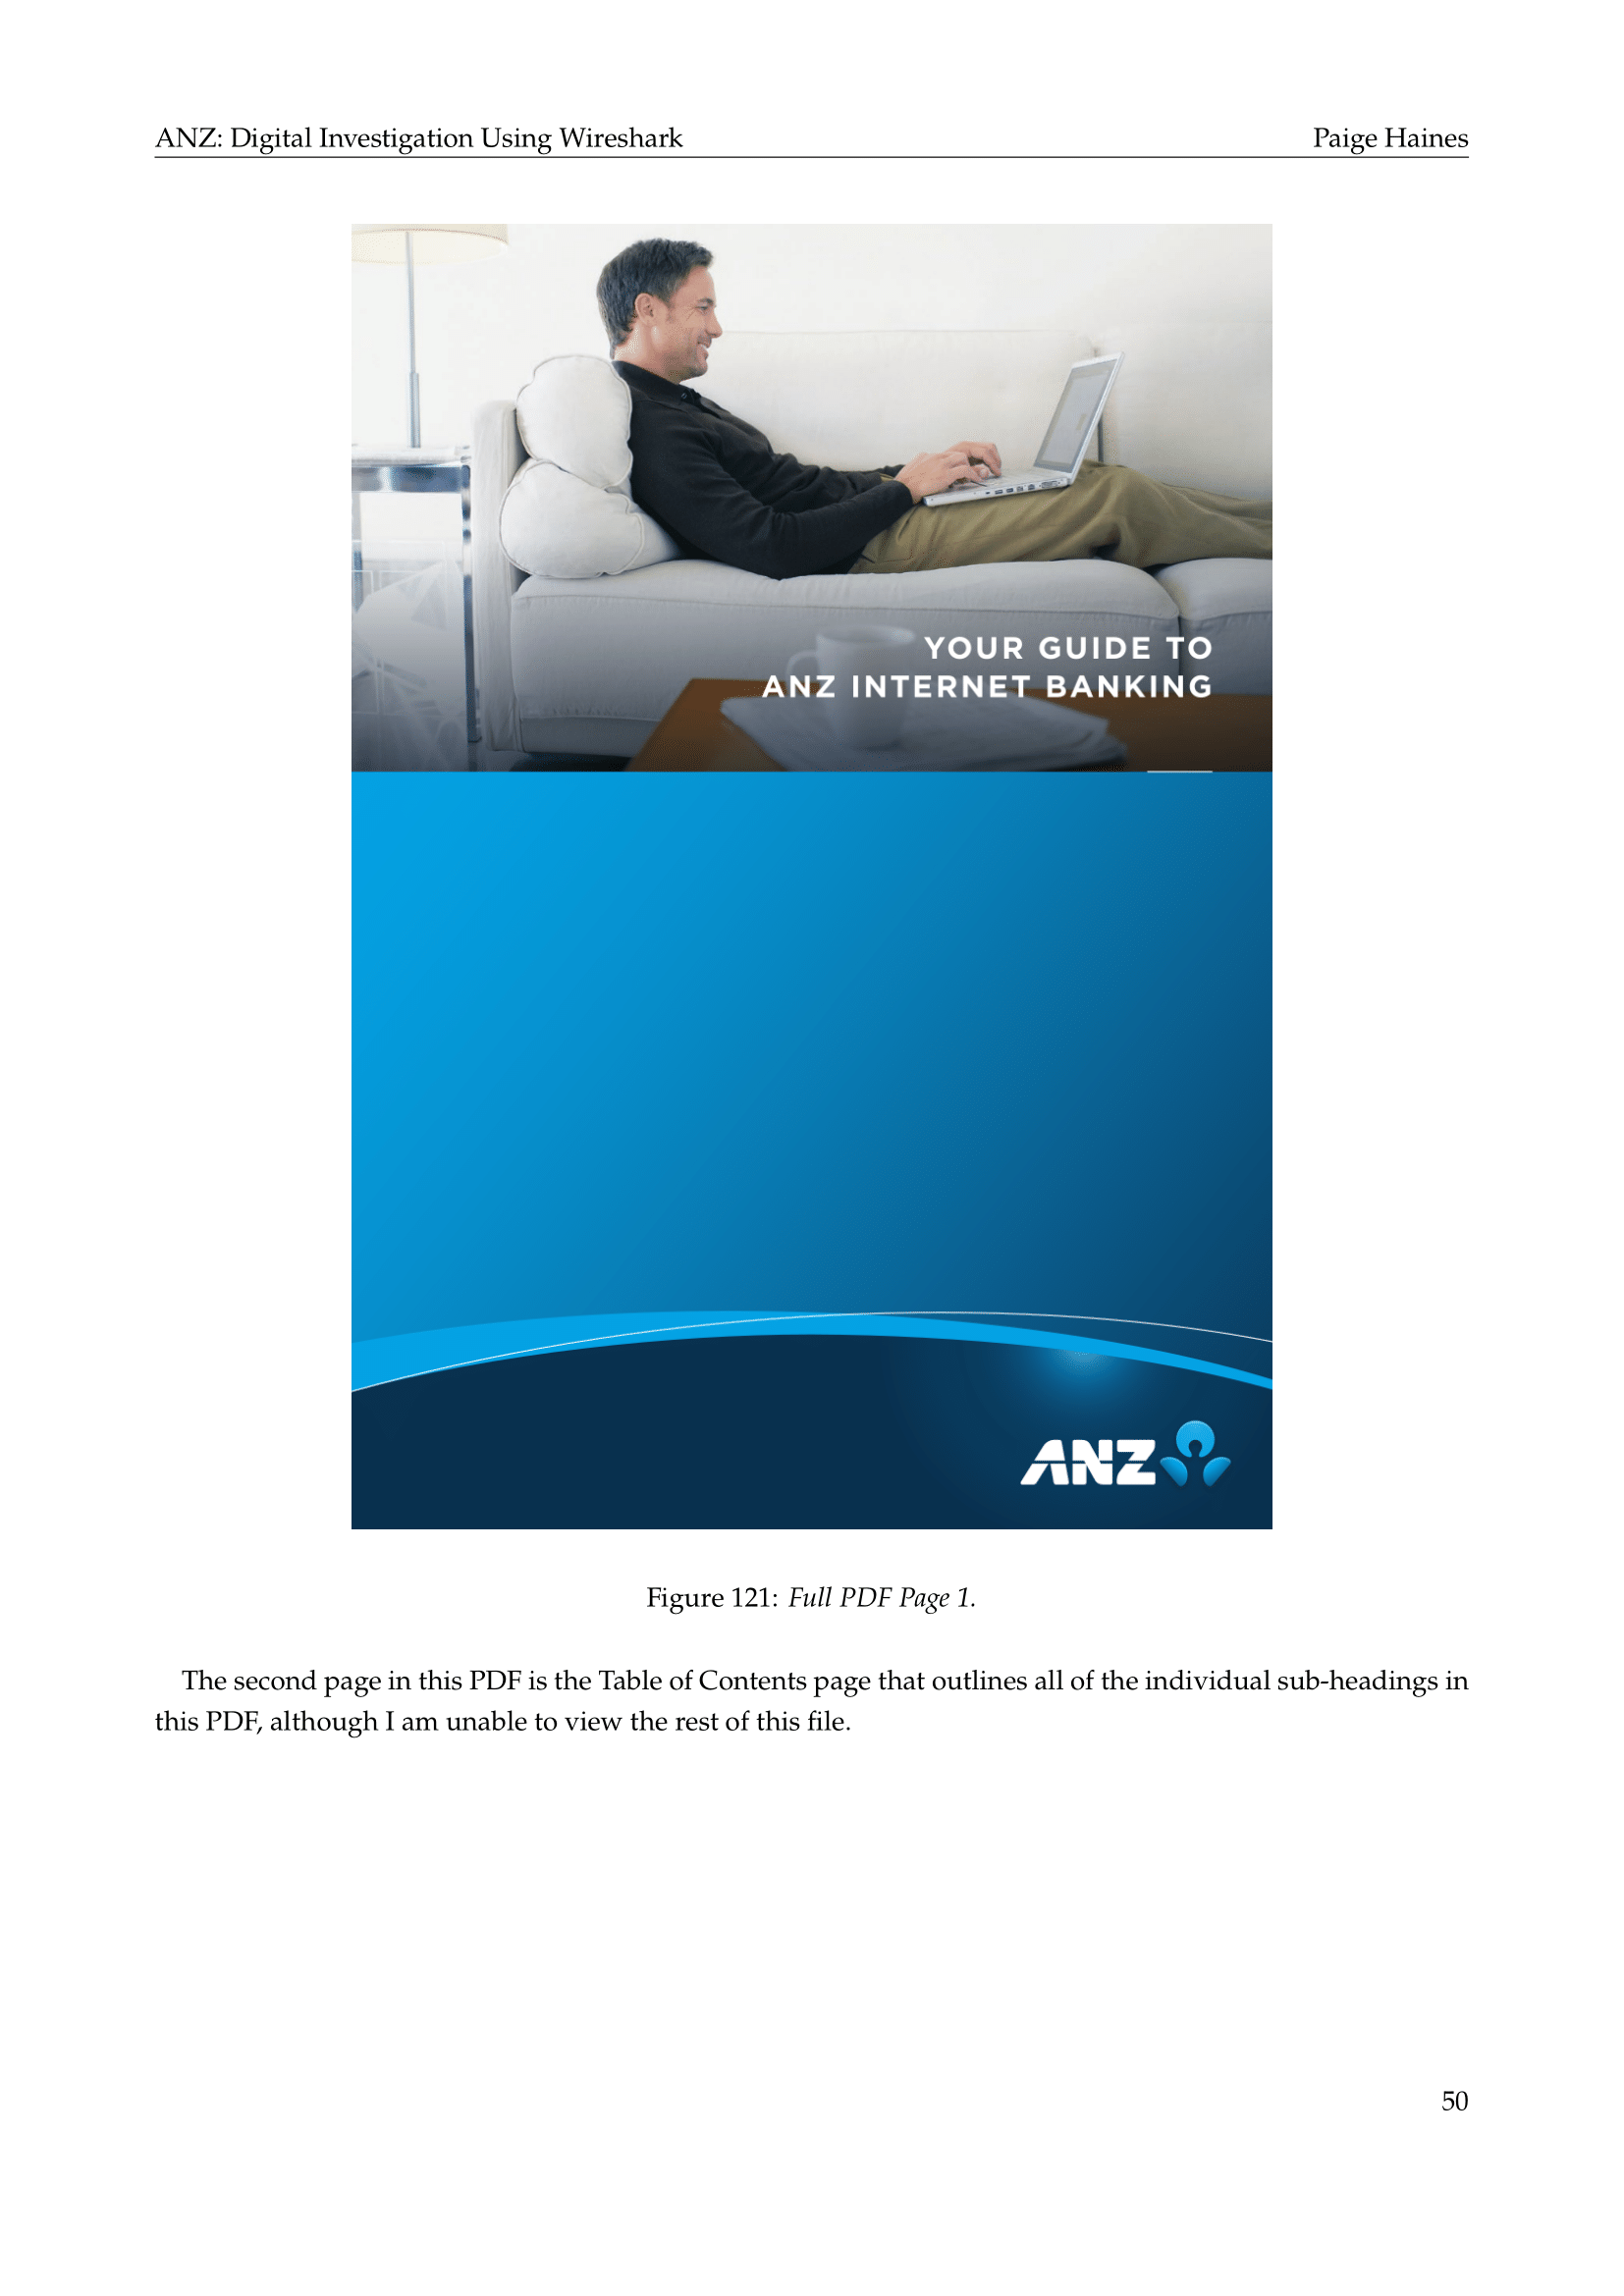 ANZ: Digital Investigation Using Wireshark Paige Haines
YOUR GUIDE TO
ANZ INTERNET BANKING
ANZ
Figure 121: Full PDF Page 1.
The second page in this PDF is the Table of Contents page that outlines all of the individual sub-headings in
this PDF, although I am unable to view the rest of this file.
50